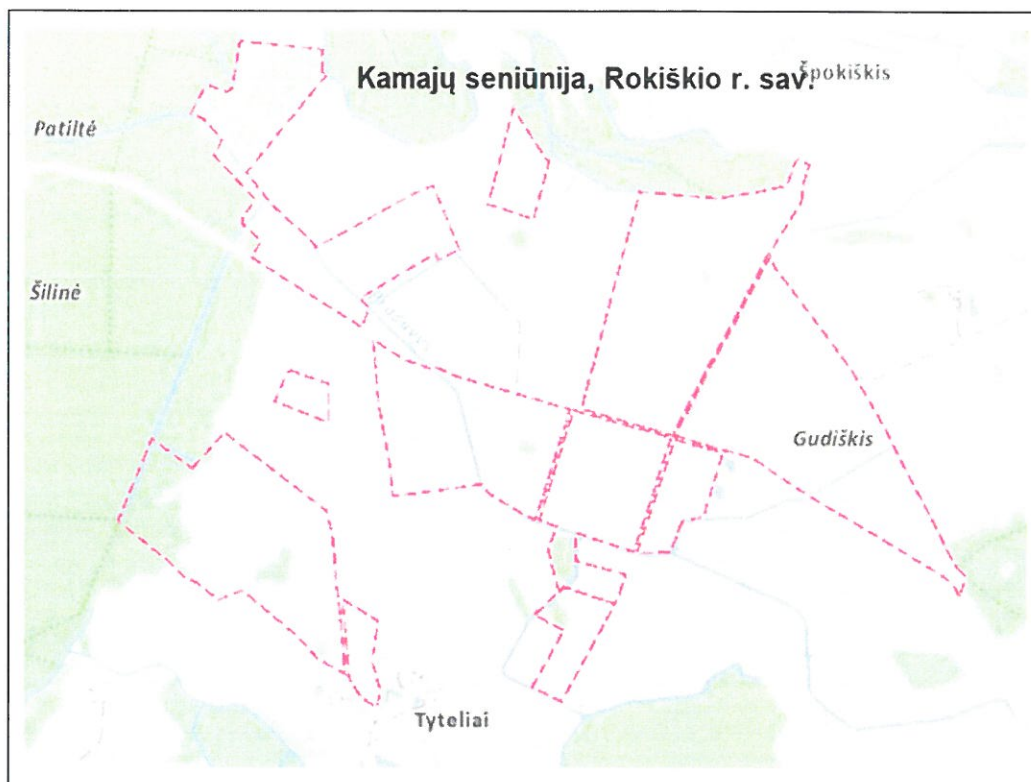 Kamajų seniūnija, Rokiškio r. sav.
Špokiškis
Patiltė
Šilinė
Gudiškis
Tyteliai